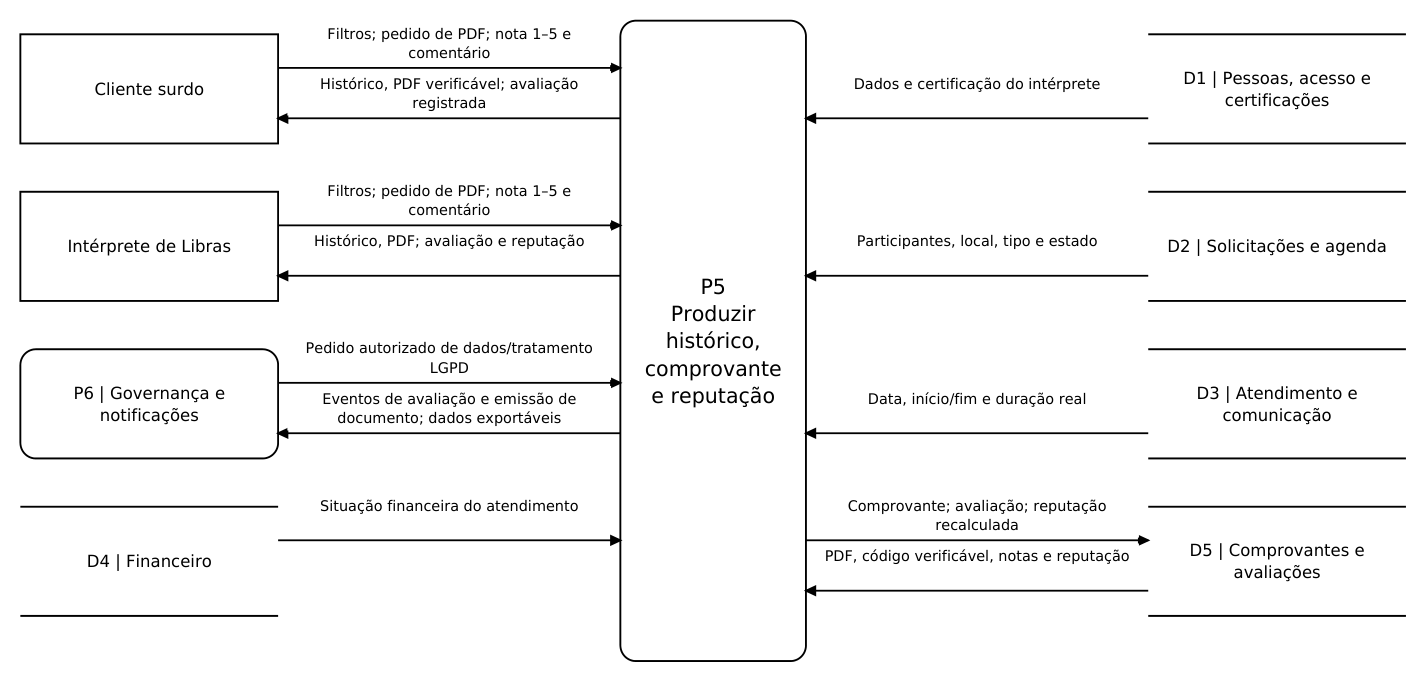 Filtros; pedido de PDF; nota 1–5 e
comentário
Cliente surdo
Histórico, PDF verificável; avaliação
registrada
Dados e certificação do intérprete
D1 | Pessoas, acesso e
certificações
Filtros; pedido de PDF; nota 1–5 e
comentário
Intérprete de Libras
Histórico, PDF; avaliação e reputação
Participantes, local, tipo e estado
D2 | Solicitações e agenda
P5
Produzir
histórico,
comprovante
e reputação
Pedido autorizado de dados/tratamento
LGPD
P6 | Governança e
notificações
Eventos de avaliação e emissão de
documento; dados exportáveis
Data, início/fim e duração real
D3 | Atendimento e
comunicação
Situação financeira do atendimento
D4 | Financeiro
Comprovante; avaliação; reputação
recalculada
PDF, código verificável, notas e reputação
D5 | Comprovantes e
avaliações